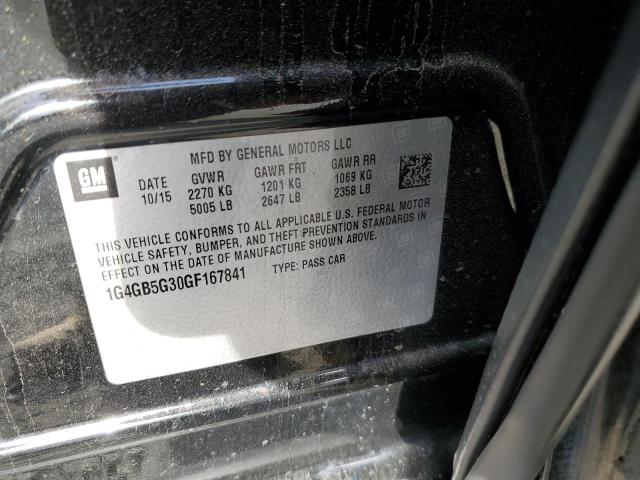 MFD BY GENERAL MOTORS LLC
GM
DATE GVWR GAWR FRT GAWR RR
10/15 2270 KG 1201 KG 1069 KG
5005 LB 2647 LB 2358 LB
THIS VEHICLE CONFORMS TO ALL APPLICABLE U.S. FEDERAL MOTOR
VEHICLE SAFETY, BUMPER, AND THEFT PREVENTION STANDARDS IN
EFFECT ON THE DATE OF MANUFACTURE SHOWN ABOVE.
1G4GB5G30GF167841 TYPE: PASS CAR